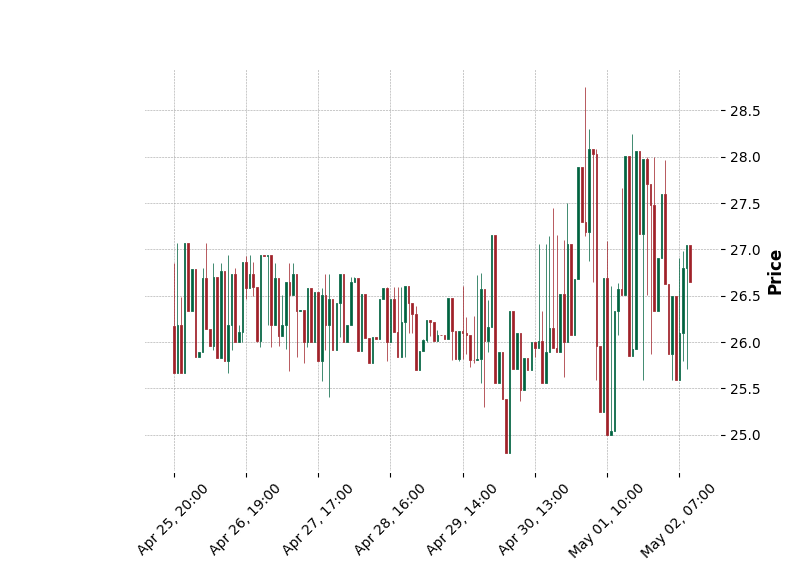 28.5
28.0
27.5
27.0
26.5
26.0
25.5
25.0
Price
Apr 25, 20:00
Apr 26, 19:00
Apr 27, 17:00
Apr 28, 16:00
Apr 29, 14:00
Apr 30, 13:00
May 01, 10:00
May 02, 07:00